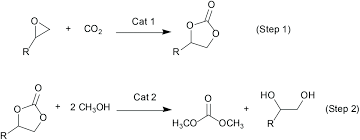 O
O
O
R
+ CO₂
Cat 1
O
O
R
(Step 1)
O
O
O
R
+ 2 CH₃OH
Cat 2
O
H₃CO OCH₃
+
HO OH
R
(Step 2)